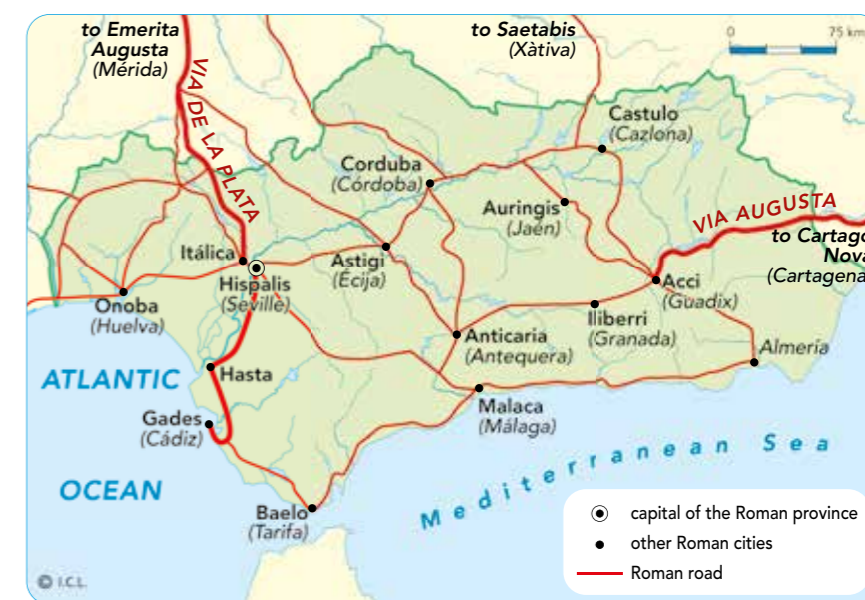 to Emerita
Augusta
(Mérida)
VIA DE LA PLATA
to Saetabis
(Xàtiva)
0 75 km
Castulo
(Cazlona)
Corduba
(Córdoba)
Auringis
(Jaén)
VIA AUGUSTA
to Cartago
Nova
(Cartagena)
Itálica
Hispalis
(Seville)
Astigi
(Écija)
Acci
(Guadix)
Onoba
(Huelva)
Iliberri
(Granada)
Anticaria
(Antequera)
Almería
ATLANTIC
OCEAN
Hasta
Gades
(Cádiz)
Malaca
(Málaga)
Mediterranean Sea
Baelo
(Tarifa)
capital of the Roman province
other Roman cities
Roman road
© I.C.L.